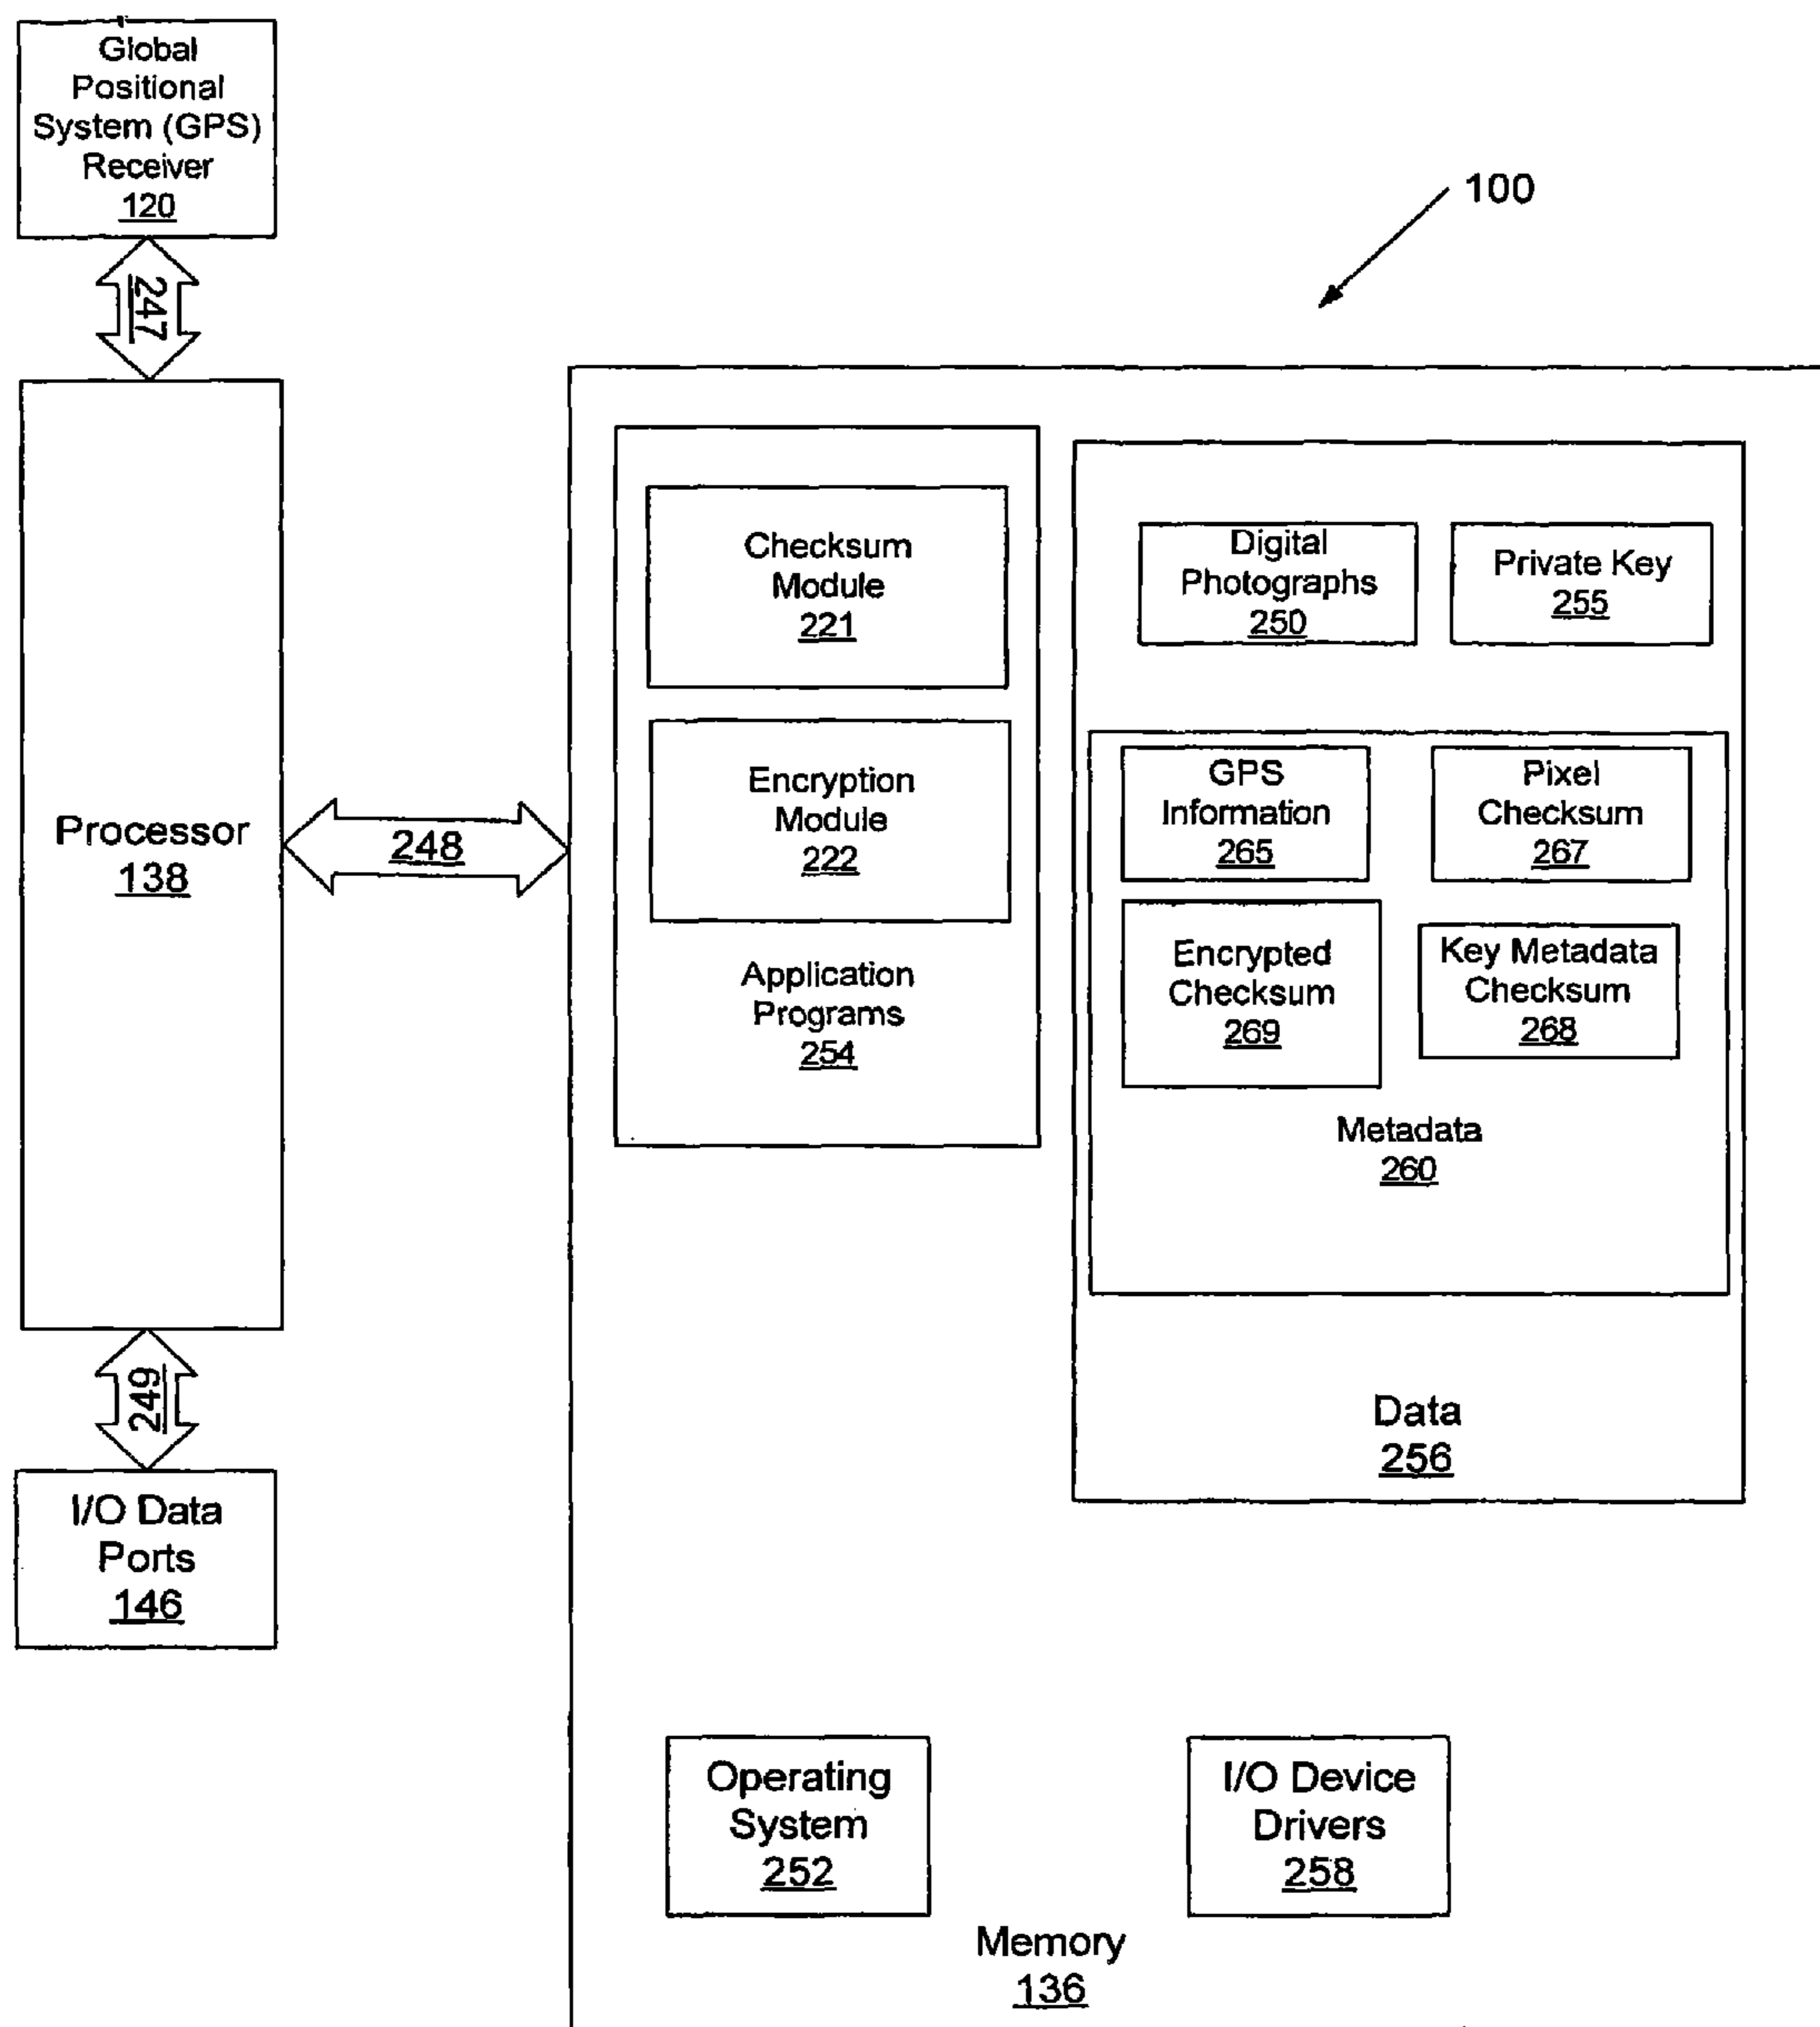 Global
Positional
System (GPS)
Receiver
120
247
100
Processor
138
248
249
I/O Data
Ports
146
Checksum
Module
221
Encryption
Module
222
Application
Programs
254
Digital
Photographs
250
Private Key
255
GPS
Information
265
Pixel
Checksum
267
Encrypted
Checksum
269
Key Metadata
Checksum
268
Metadata
260
Data
256
Operating
System
252
I/O Device
Drivers
258
Memory
136